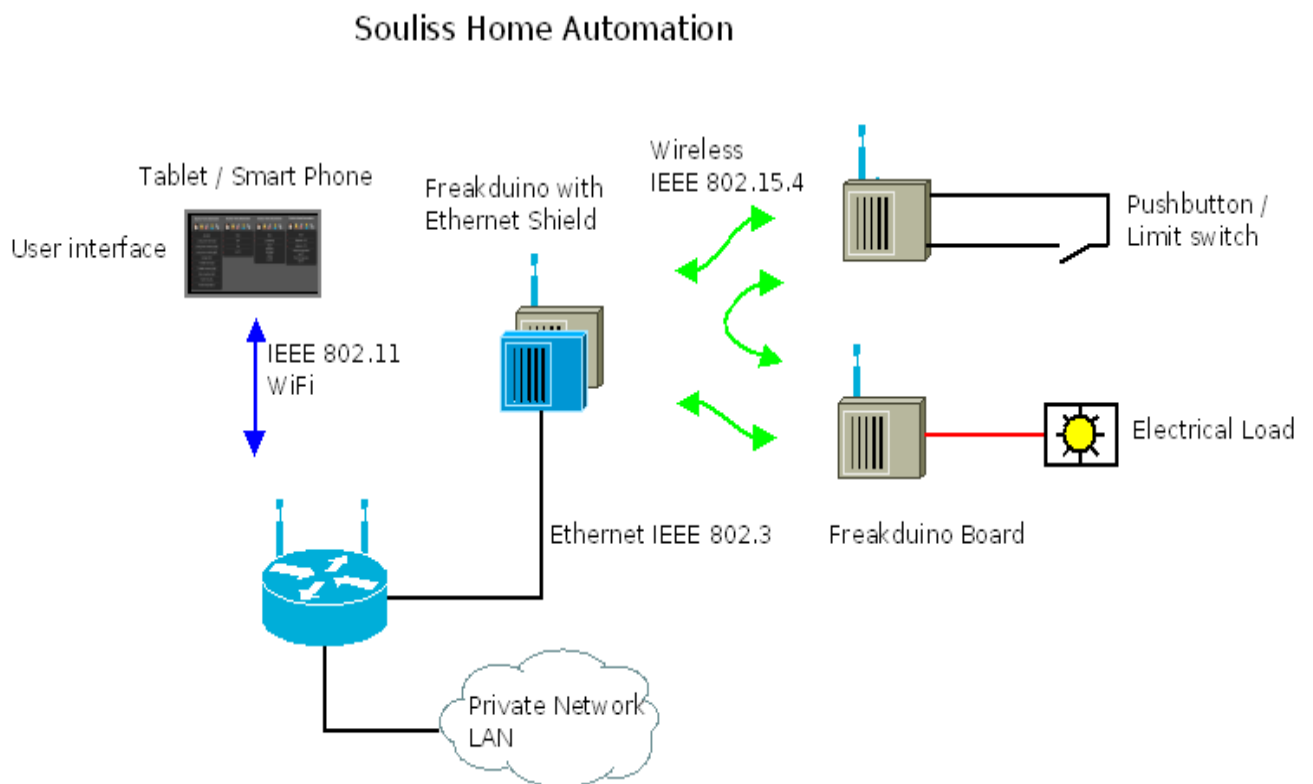 Souliss Home Automation
Tablet / Smart Phone
User interface
Freakduino with
Ethernet Shield
Wireless
IEEE 802.15.4
Pushbutton /
Limit switch
IEEE 802.11
WiFi
Electrical Load
Ethernet IEEE 802.3
Freakduino Board
Private Network
LAN